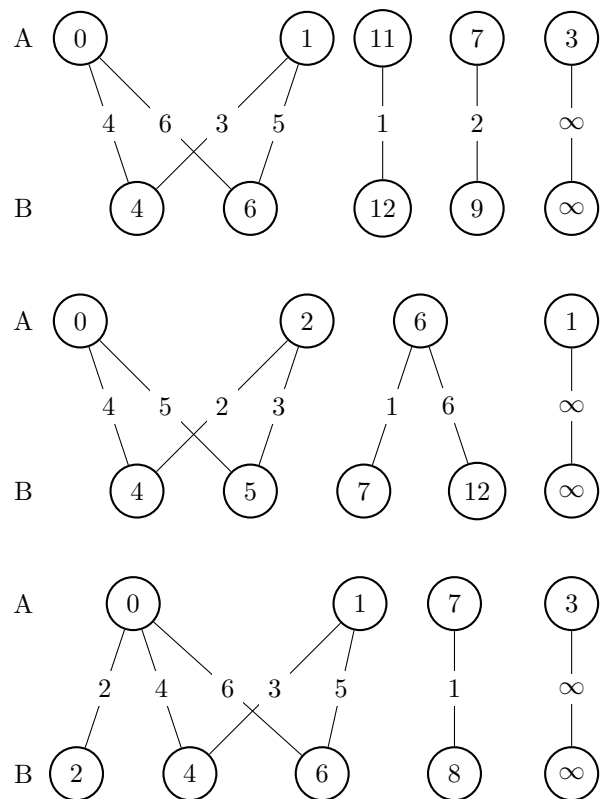 A 0 1 11 7 3
4 6 3 5 1 2 ∞
B 4 6 12 9 ∞
A 0 2 6 1
4 5 2 3 1 6 ∞
B 4 5 7 12 ∞
A 0 1 7 3
2 4 6 3 5 1 ∞
B 2 4 6 8 ∞